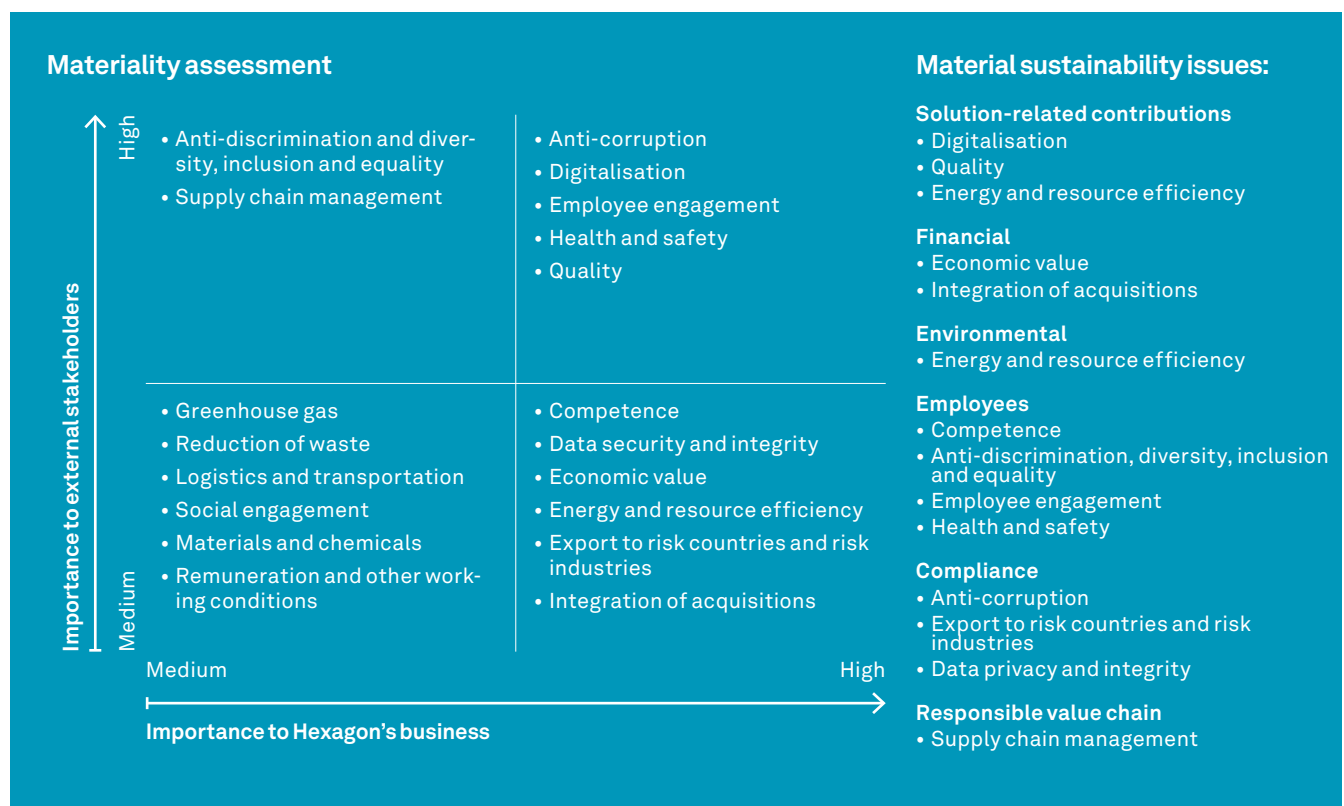 Materiality assessment
Importance to external stakeholders
High
Medium
• Anti-discrimination and diver-
sity, inclusion and equality
• Supply chain management
• Anti-corruption
• Digitalisation
• Employee engagement
• Health and safety
• Quality
• Greenhouse gas
• Reduction of waste
• Logistics and transportation
• Social engagement
• Materials and chemicals
• Remuneration and other work-
ing conditions
• Competence
• Data security and integrity
• Economic value
• Energy and resource efficiency
• Export to risk countries and risk
industries
• Integration of acquisitions
Medium
High
Importance to Hexagon’s business
Material sustainability issues:
Solution-related contributions
• Digitalisation
• Quality
• Energy and resource efficiency
Financial
• Economic value
• Integration of acquisitions
Environmental
• Energy and resource efficiency
Employees
• Competence
• Anti-discrimination, diversity, inclusion
and equality
• Employee engagement
• Health and safety
Compliance
• Anti-corruption
• Export to risk countries and risk
industries
• Data privacy and integrity
Responsible value chain
• Supply chain management